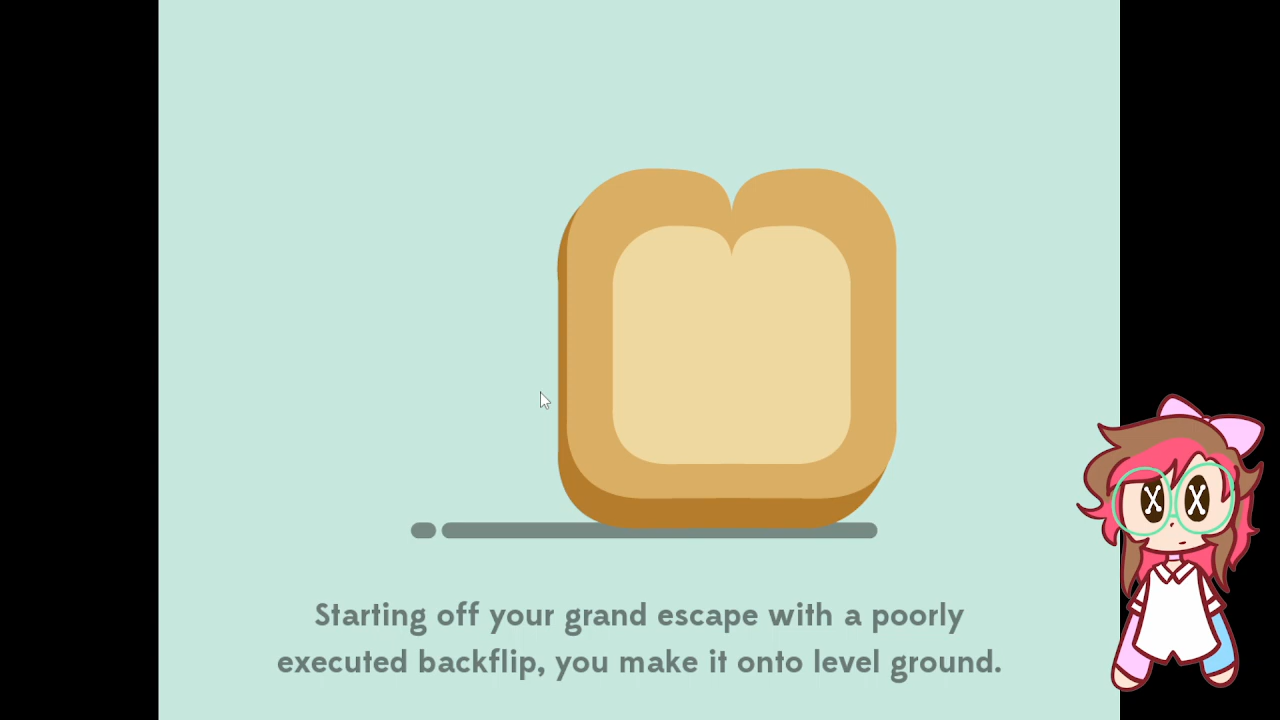 Starting off your grand escape with a poorly
executed backflip, you make it onto level ground.